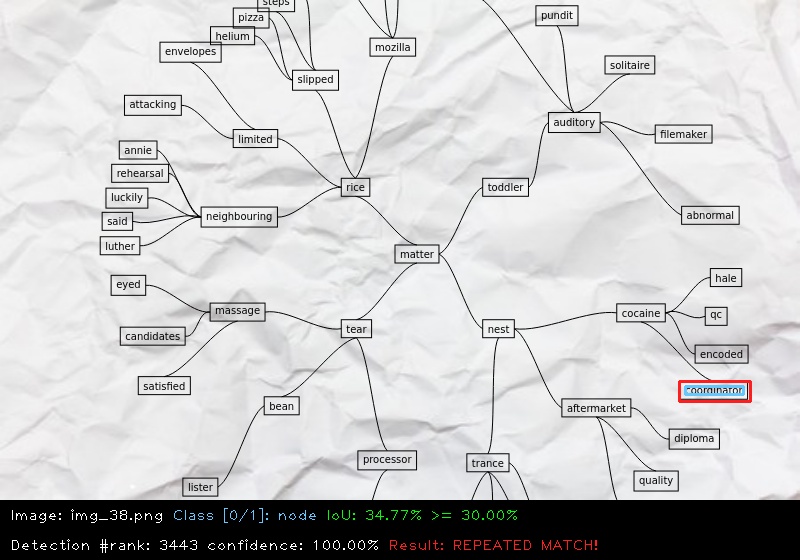 steps
pizza
pundit
helium
mozilla
envelopes
solitaire
slipped
attacking
auditory
filemaker
limited
annie
rehearsal
rice
toddler
luckily
said
neighbouring
abnormal
luther
matter
hale
eyed
massage
cocaine
qc
candidates
tear
nest
encoded
satisfied
coordinator
bean
aftermarket
diploma
processor
trance
quality
lister
Image: img_38.png Class [0/1]: node IoU: 34.77% >= 30.00%
Detection #rank: 3443 confidence: 100.00% Result: REPEATED MATCH!